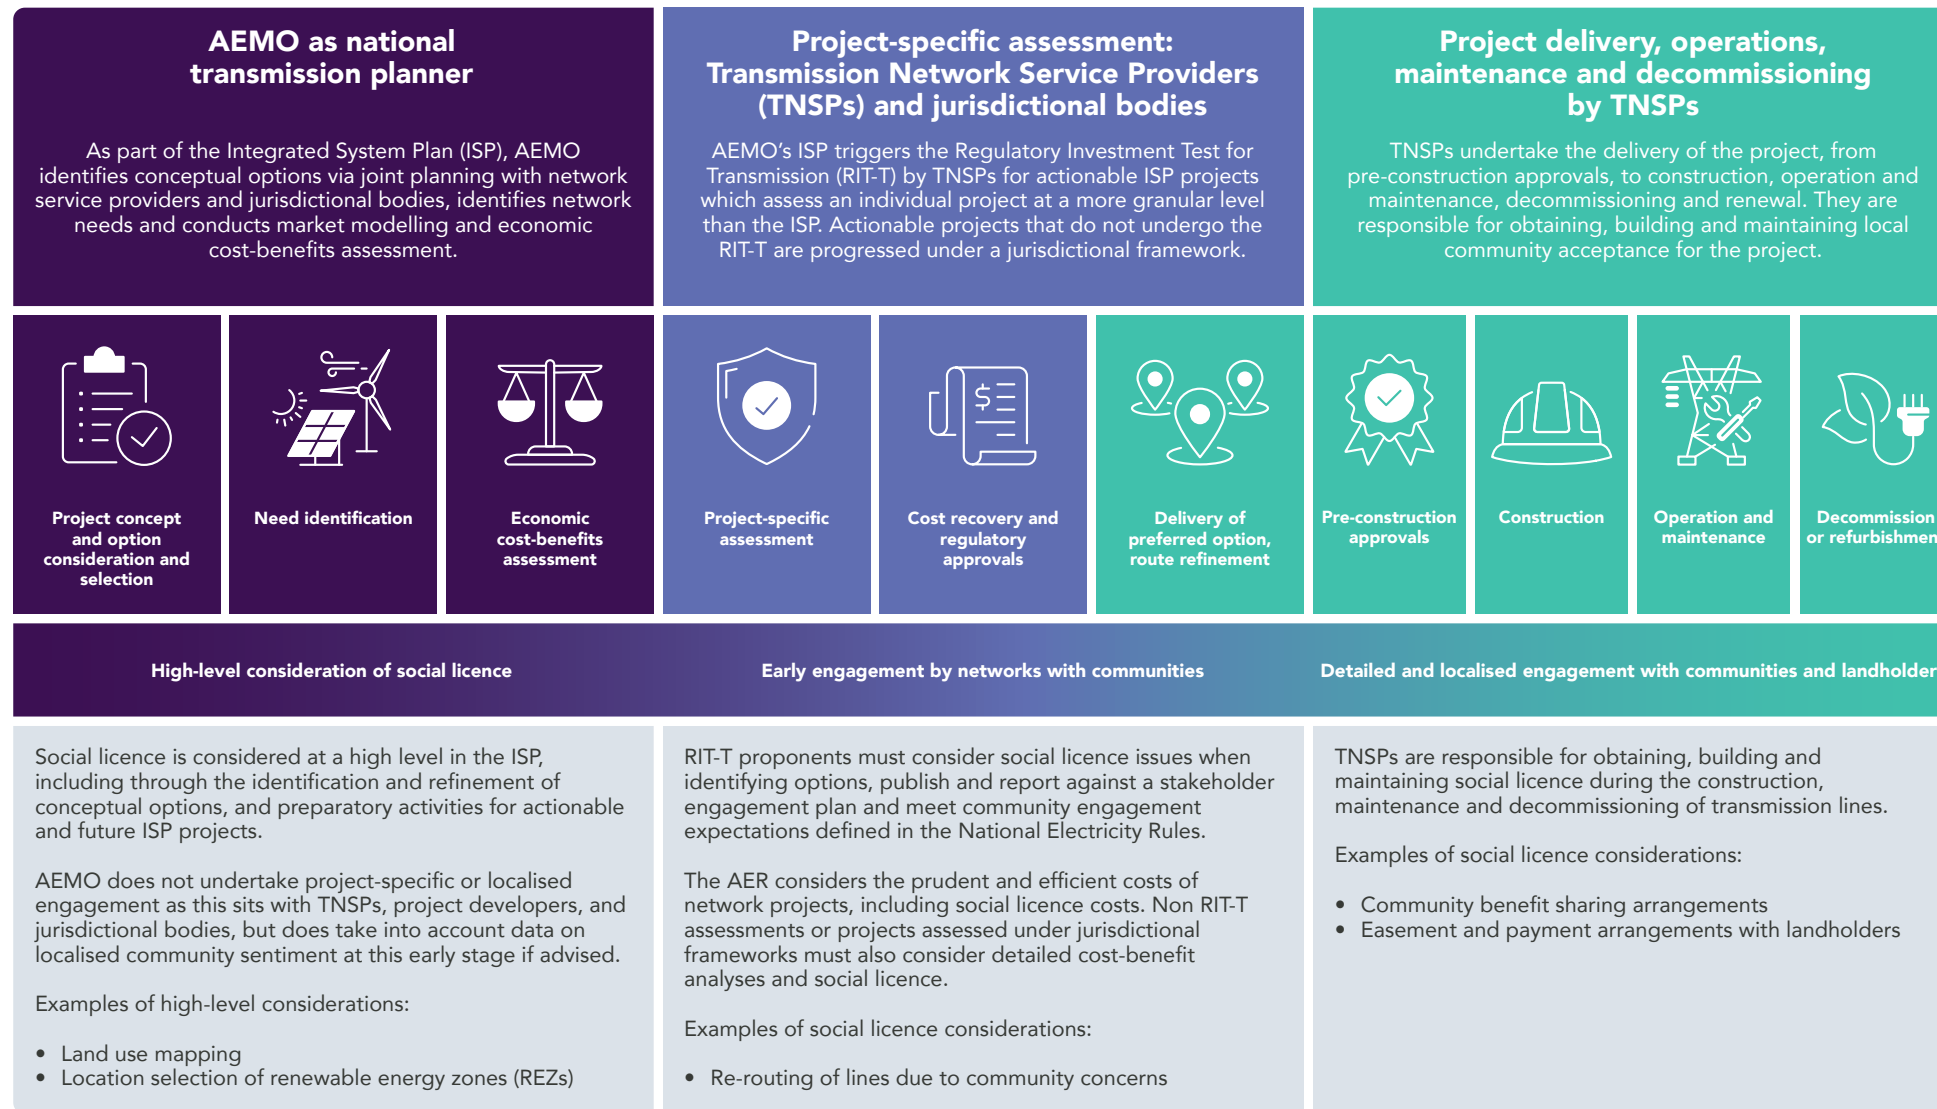 AEMO as national
transmission planner
As part of the Integrated System Plan (ISP), AEMO
identifies conceptual options via joint planning with network
service providers and jurisdictional bodies, identifies network
needs and conducts market modelling and economic
cost-benefits assessment.
Project-specific assessment:
Transmission Network Service Providers
(TNSPs) and jurisdictional bodies
AEMO's ISP triggers the Regulatory Investment Test for
Transmission (RIT-T) by TNSPs for actionable ISP projects
which assess an individual project at a more granular level
than the ISP. Actionable projects that do not undergo the
RIT-T are progressed under a jurisdictional framework.
Project delivery, operations,
maintenance and decommissioning
by TNSPs
TNSPs undertake the delivery of the project, from
pre-construction approvals, to construction, operation and
maintenance, decommissioning and renewal. They are
responsible for obtaining, building and maintaining local
community acceptance for the project.
Project concept
and option
consideration and
selection
Need identification
Economic
cost-benefits
assessment
Project-specific
assessment
$
Cost recovery and
regulatory
approvals
Delivery of
preferred option,
route refinement
Pre-construction
approvals
Construction
Operation and
maintenance
Decommission
or refurbishmen
High-level consideration of social licence
Early engagement by networks with communities
Detailed and localised engagement with communities and landholder
Social licence is considered at a high level in the ISP,
including through the identification and refinement of
conceptual options, and preparatory activities for actionable
and future ISP projects.
AEMO does not undertake project-specific or localised
engagement as this sits with TNSPs, project developers, and
jurisdictional bodies, but does take into account data on
localised community sentiment at this early stage if advised.
Examples of high-level considerations:
• Land use mapping
• Location selection of renewable energy zones (REZs)
RIT-T proponents must consider social licence issues when
identifying options, publish and report against a stakeholder
engagement plan and meet community engagement
expectations defined in the National Electricity Rules.
The AER considers the prudent and efficient costs of
network projects, including social licence costs. Non RIT-T
assessments or projects assessed under jurisdictional
frameworks must also consider detailed cost-benefit
analyses and social licence.
Examples of social licence considerations:
• Re-routing of lines due to community concerns
TNSPs are responsible for obtaining, building and
maintaining social licence during the construction,
maintenance and decommissioning of transmission lines.
Examples of social licence considerations:
• Community benefit sharing arrangements
• Easement and payment arrangements with landholders